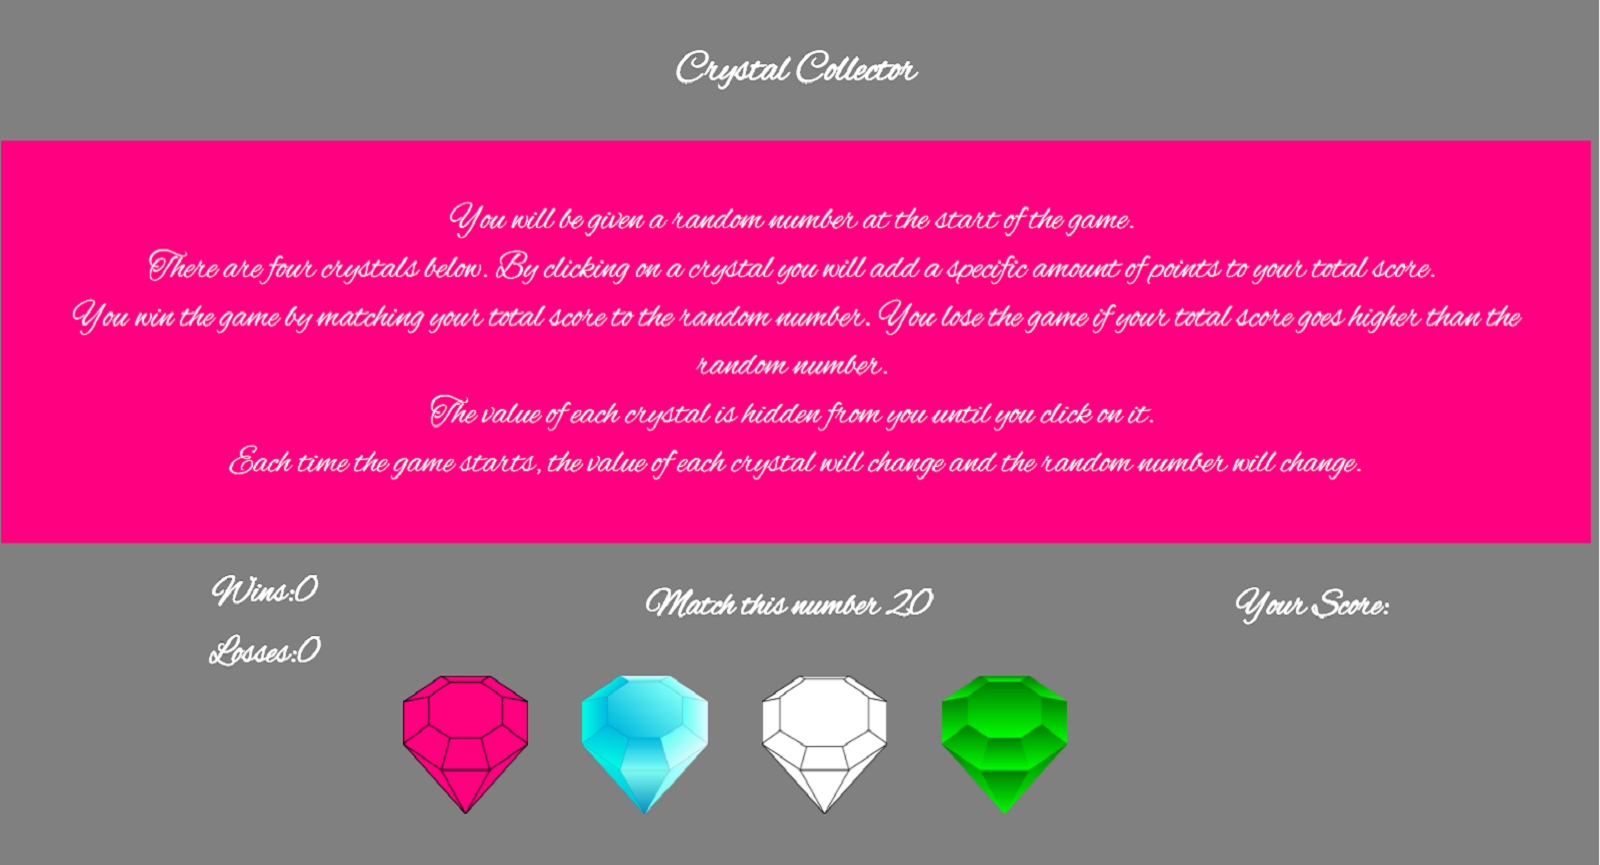 Crystal Collector
You will be given a random number at the start of the game.
There are four crystals below. By clicking on a crystal you will add a specific amount of points to your total score.
You win the game by matching your total score to the random number. You lose the game if your total score goes higher than the
random number.
The value of each crystal is hidden from you until you click on it.
Each time the game starts, the value of each crystal will change and the random number will change.
Wins:0
Losses:0
Match this number 20
Your Score: